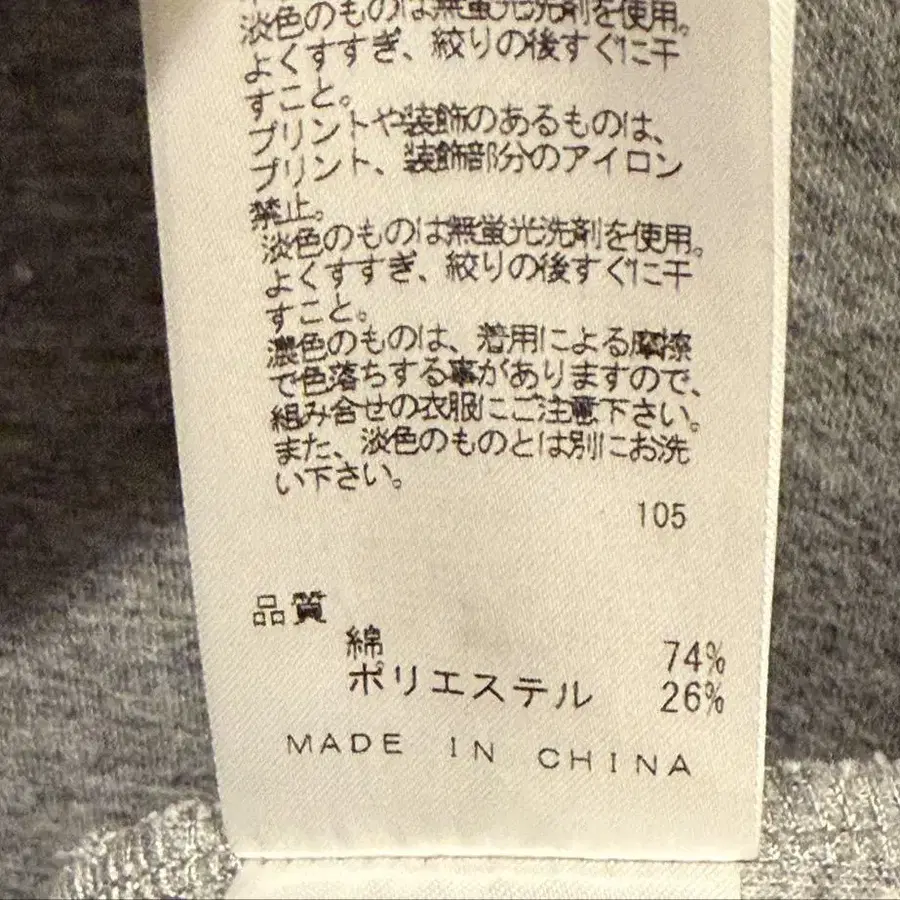 淡色のものは無蛍光洗剤を使用。
よくすすぎ、絞りの後すぐに干
すこと。
プリントや装飾のあるものは、
プリント、装飾部分のアイロン
禁止。
淡色のものは無蛍光洗剤を使用。
よくすすぎ、絞りの後すぐに干
すこと。
濃色のものは、着用による摩擦
で色落ちする事がありますので、
組み合せの衣服にご注意下さい。
また、淡色のものとは別にお洗
い下さい。
105
品質
綿 74%
ポリエステル 26%
MADE IN CHINA